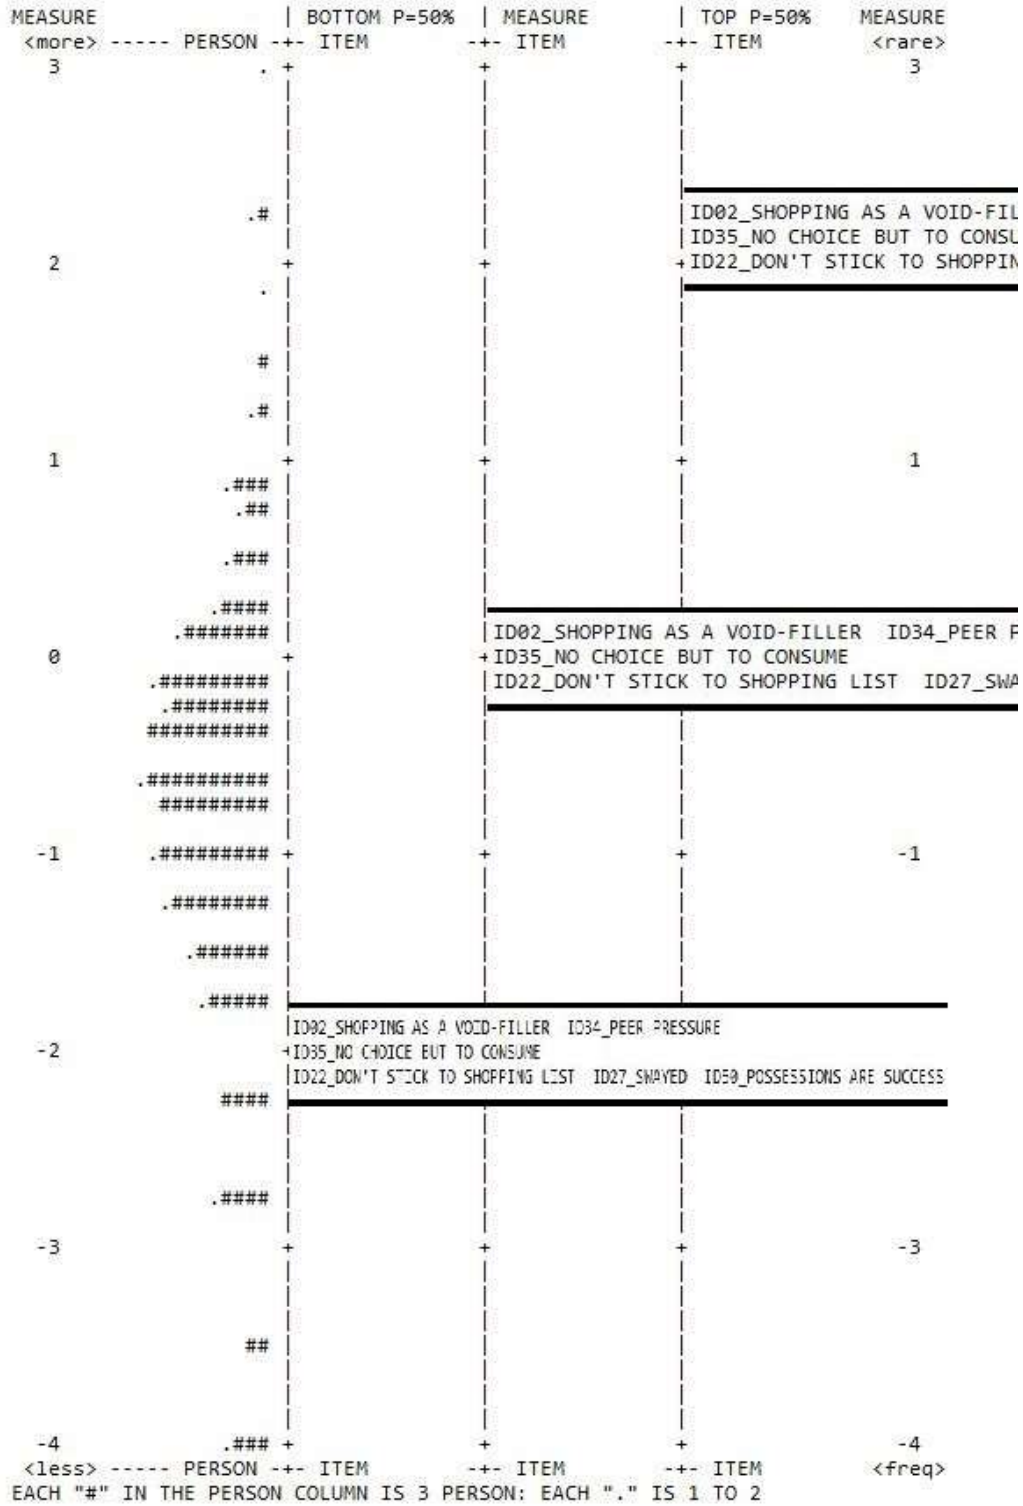 MEASURE | BOTTOM P=50% | MEASURE | TOP P=50% MEASURE
<more> ----- PERSON -+- ITEM -+- ITEM -+- ITEM <rare>
3 . + + + 3
.# | | |ID02_SHOPPING AS A VOID-FIL
| | |ID35_NO CHOICE BUT TO CONSU
2 + + +ID22_DON'T STICK TO SHOPPIN
. | | |
# | | |
.# | | |
1 + + + 1
.### | | |
.## | | |
.### | | |
.#### | | |
.####### | |ID02_SHOPPING AS A VOID-FILLER ID34_PEER P
0 + +ID35_NO CHOICE BUT TO CONSUME
.######### | |ID22_DON'T STICK TO SHOPPING LIST ID27_SWA
.######## | | |
########## | | |
.########## | | |
######### | | |
-1 .######### + + + -1
.######## | | |
.###### | | |
.##### | | |
|ID02_SHOPPING AS A VOID-FILLER ID34_PEER PRESSURE
-2 +ID35_NO CHOICE BUT TO CONSUME
|ID22_DON'T STICK TO SHOPPING LIST ID27_SWAYED ID50_POSSESSIONS ARE SUCCESS
#### | | |
.#### | | |
-3 + + + -3
## | | |
-4 .### + + + -4
<less> ----- PERSON -+- ITEM -+- ITEM -+- ITEM <freq>
EACH "#" IN THE PERSON COLUMN IS 3 PERSON: EACH "." IS 1 TO 2